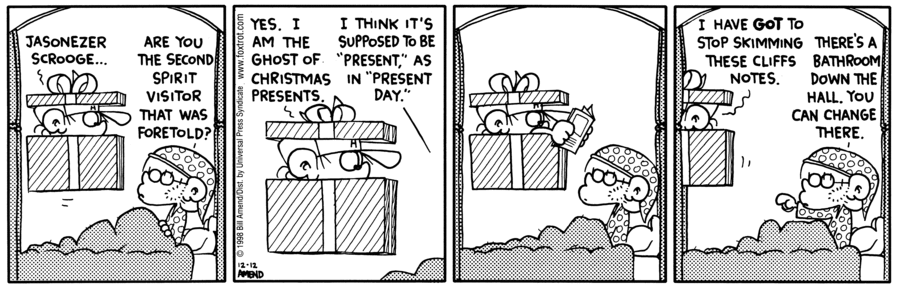 JASONEZER
SCROOGE...
ARE YOU
THE SECOND
SPIRIT
VISITOR
THAT WAS
FORETOLD?
© 1998 Bill Amend/Dist. by Universal Press Syndicate www.foxtrot.com
YES. I
AM THE
GHOST OF
CHRISTMAS
PRESENTS.
I THINK IT'S
SUPPOSED TO BE
"PRESENT," AS
IN "PRESENT
DAY."
12-12
AMEND
I HAVE GOT TO
STOP SKIMMING
THESE CLIFFS
NOTES.
THERE'S A
BATHROOM
DOWN THE
HALL. YOU
CAN CHANGE
THERE.